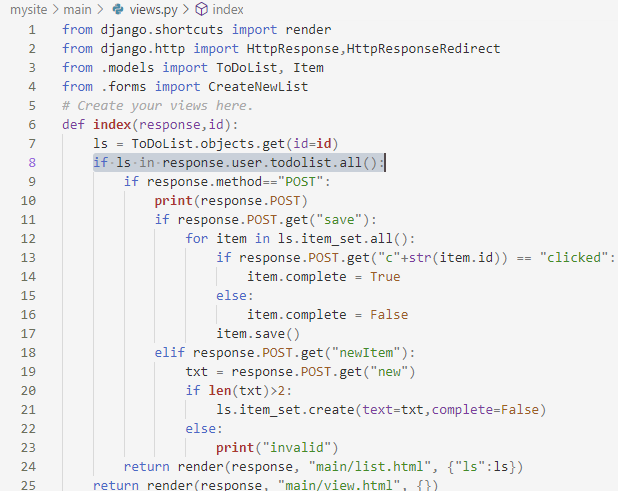 mysite > main > views.py > index
1 from django.shortcuts import render
2 from django.http import HttpResponse,HttpResponseRedirect
3 from .models import ToDoList, Item
4 from .forms import CreateNewList
5 # Create your views here.
6 def index(response,id):
7     ls = ToDoList.objects.get(id=id)
8     if ls in response.user.todolist.all():
9         if response.method=="POST":
10             print(response.POST)
11             if response.POST.get("save"):
12                 for item in ls.item_set.all():
13                     if response.POST.get("c"+str(item.id)) == "clicked":
14                         item.complete = True
15                     else:
16                         item.complete = False
17                     item.save()
18             elif response.POST.get("newItem"):
19                 txt = response.POST.get("new")
20                 if len(txt)>2:
21                     ls.item_set.create(text=txt,complete=False)
22                 else:
23                     print("invalid")
24         return render(response, "main/list.html", {"ls":ls})
25     return render(response, "main/view.html", {})